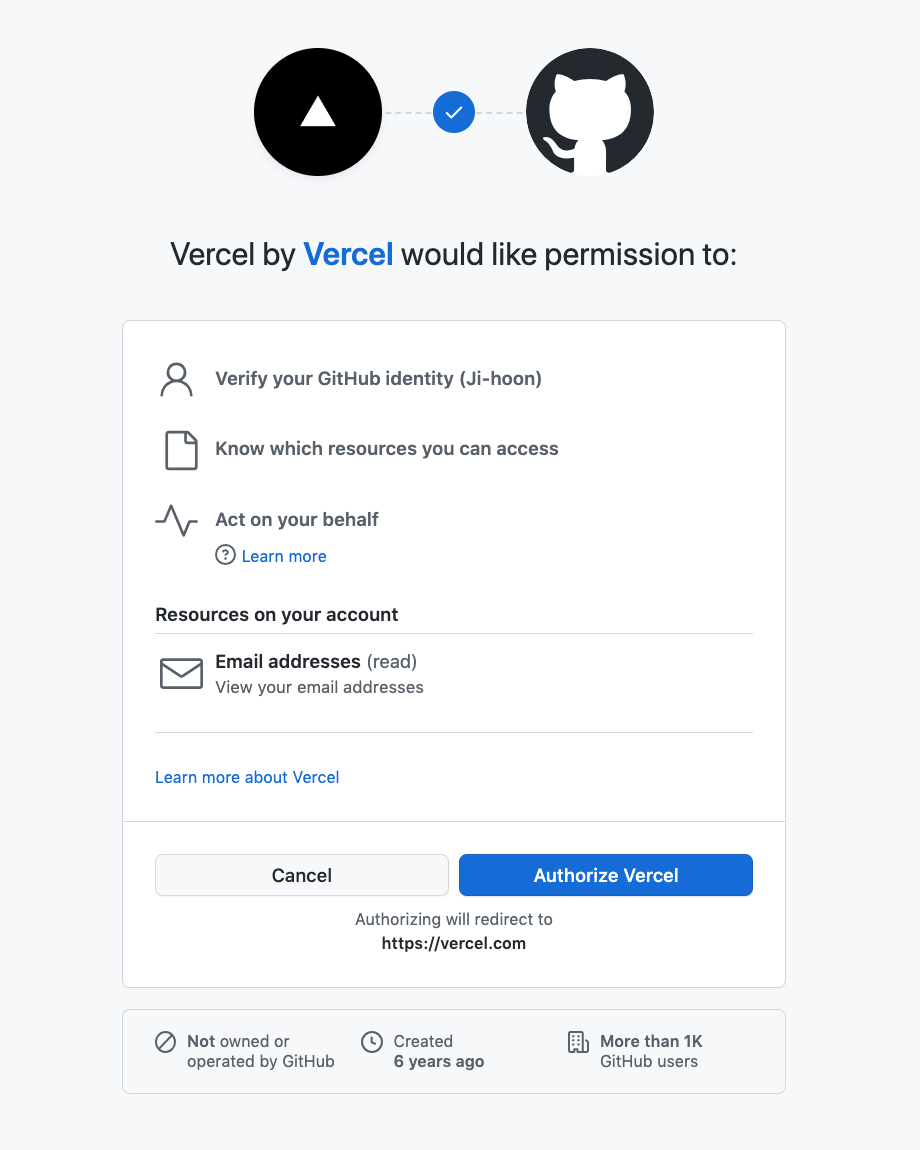 Vercel by Vercel would like permission to:
Verify your GitHub identity (Ji-hoon)
Know which resources you can access
Act on your behalf
Learn more
Resources on your account
Email addresses (read)
View your email addresses
Learn more about Vercel
Cancel
Authorize Vercel
Authorizing will redirect to
https://vercel.com
Not owned or
operated by GitHub
Created
6 years ago
More than 1K
GitHub users